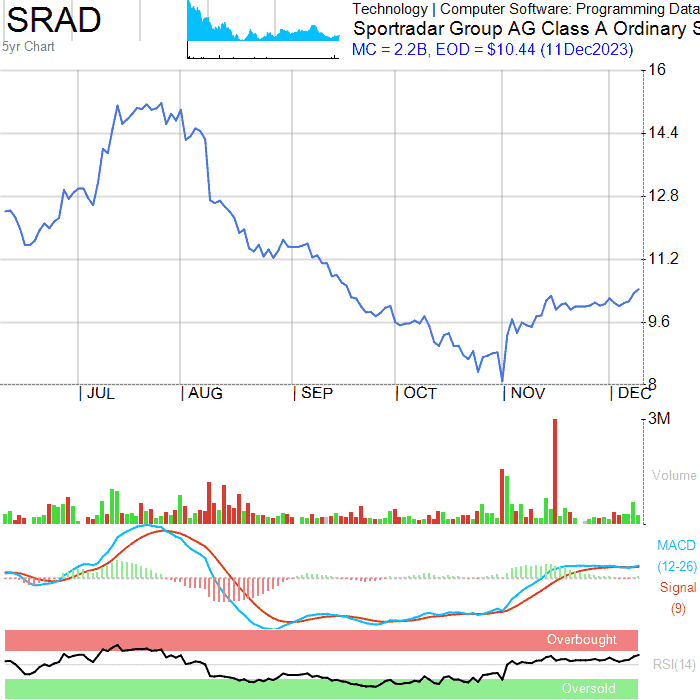 SRAD
5yr Chart
Technology | Computer Software: Programming Data
Sportradar Group AG Class A Ordinary S
MC = 2.2B, EOD = $10.44 (11Dec2023)
16
14.4
12.8
11.2
9.6
8
| JUL | AUG | SEP | OCT | NOV | DEC
3M
Volume
MACD
(12-26)
Signal
(9)
Overbought
RSI(14)
Oversold